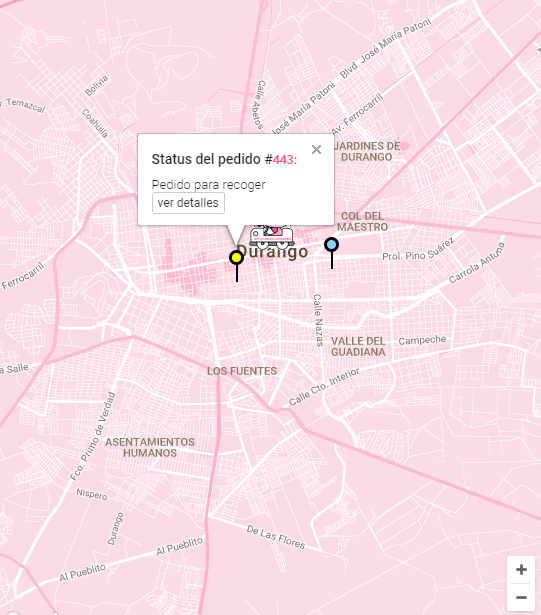 Blvd. José María Patoni
Bolivia
Calle Abetos
v. Temazcal
Coahuila
José María Patoni
Av. Ferrocarril
JARDINES DE
DURANGO
Status del pedido #443:
Pedido para recoger
ver detalles
COL DEL
MAESTRO
Durango
Prol. Pino Suárez
Carrola Antuna
Ferrocarril
Calle Nazas
VALLE DEL
GUADIANA
Campeche
a Salle
LOS FUENTES
Calle Cto. Interior
Fco. Primo de Verdad
ASENTAMIENTOS
HUMANOS
Nispero
Durango
De Las Flores
Al Pueblito
Al Pueblito
+
−